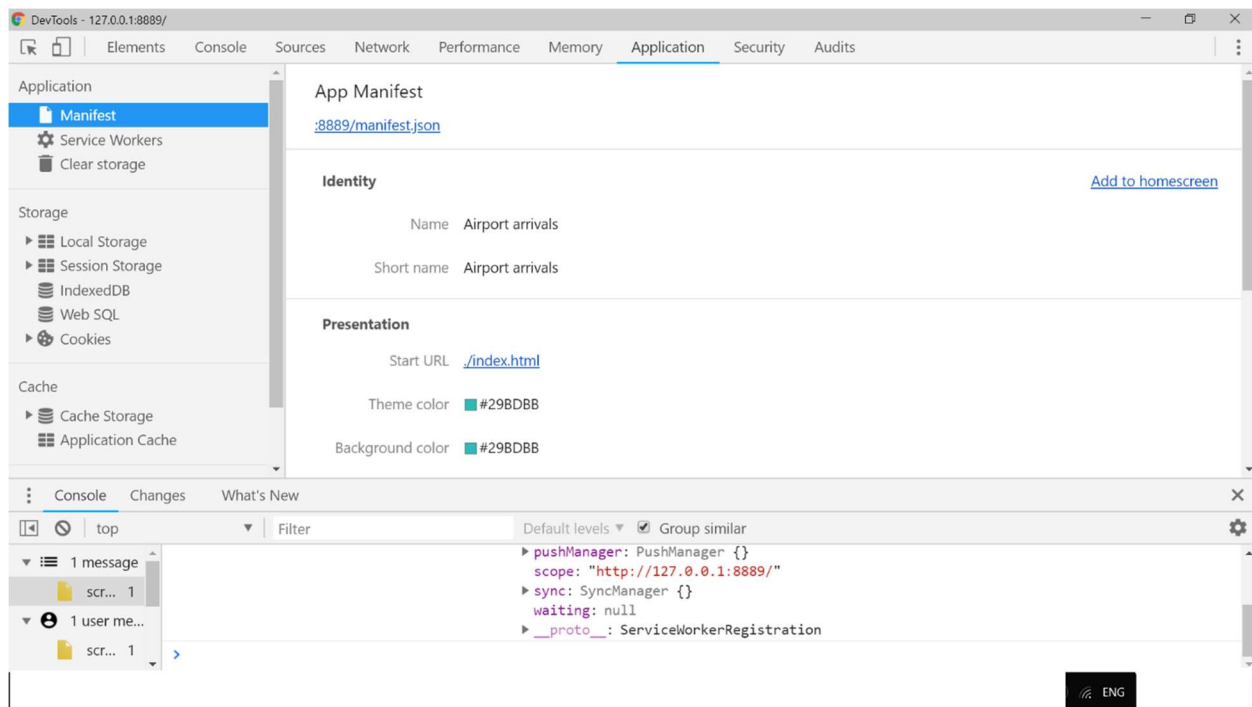 DevTools - 127.0.0.1:8889/
Elements Console Sources Network Performance Memory Application Security Audits
Application
Manifest
Service Workers
Clear storage
Storage
Local Storage
Session Storage
IndexedDB
Web SQL
Cookies
Cache
Cache Storage
Application Cache
App Manifest
:8889/manifest.json
Identity
Add to homescreen
Name Airport arrivals
Short name Airport arrivals
Presentation
Start URL ./index.html
Theme color #29BDBB
Background color #29BDBB
Console Changes What's New
top Filter Default levels Group similar
1 message
scr... 1
1 user me...
scr... 1
pushManager: PushManager {}
scope: "http://127.0.0.1:8889/"
sync: SyncManager {}
waiting: null
__proto__: ServiceWorkerRegistration
>
ENG